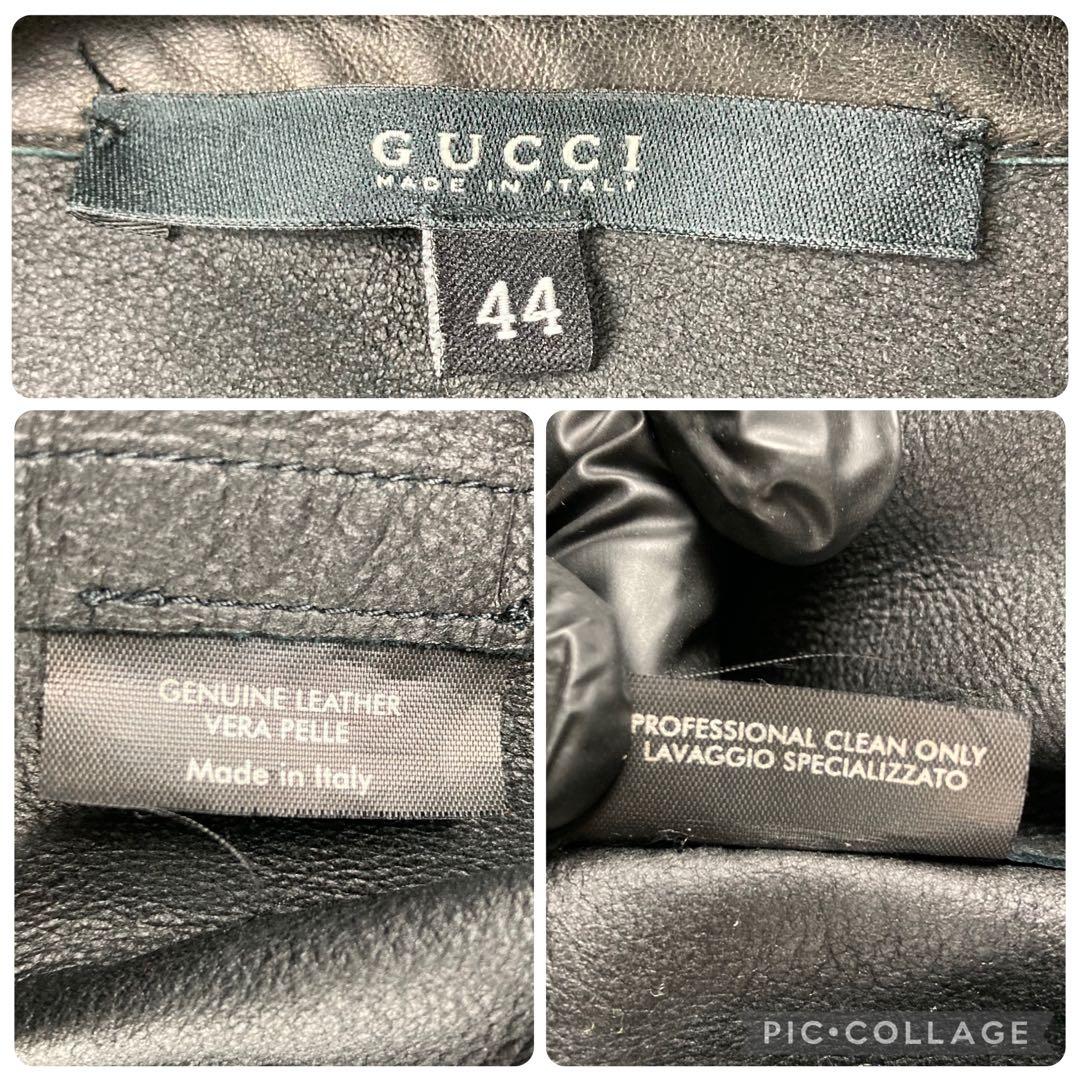 GUCCI
MADE IN ITALY
44
GENUINE LEATHER
VERA PELLE
Made in Italy
PROFESSIONAL CLEAN ONLY
LAVAGGIO SPECIALIZZATO
PIC•COLLAGE